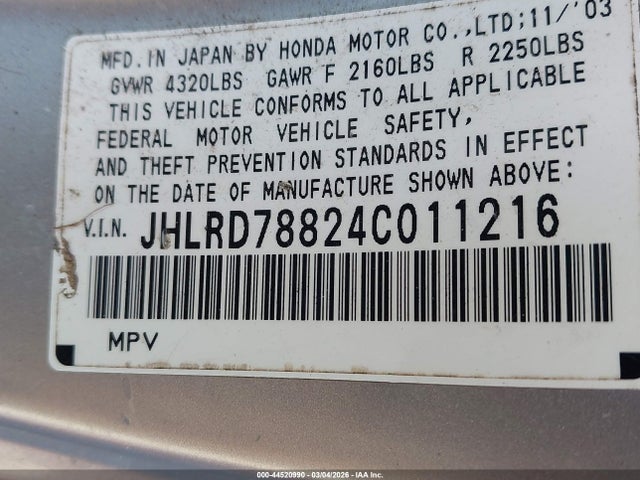 MFD. IN JAPAN BY HONDA MOTOR CO., LTD; 11/'03
GVWR 4320LBS GAWR F 2160LBS R 2250LBS
THIS VEHICLE CONFORMS TO ALL APPLICABLE
FEDERAL MOTOR VEHICLE SAFETY,
AND THEFT PREVENTION STANDARDS IN EFFECT
ON THE DATE OF MANUFACTURE SHOWN ABOVE:
V.I.N. JHLRD78824C011216
MPV
000-44520990 - 03/04/2026 - IAA Inc.